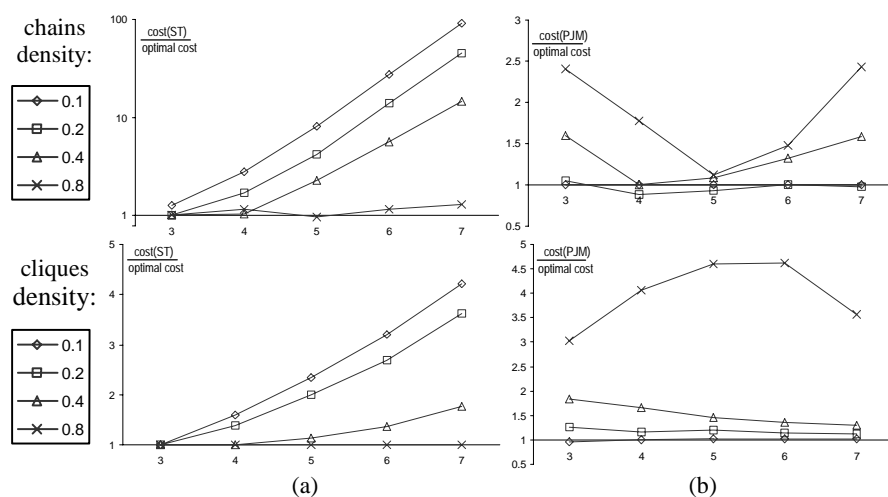 chains
density:
0.1
0.2
0.4
0.8
cost(ST)
optimal cost
100
10
1
3 4 5 6 7
cost(PJM)
optimal cost
3
2.5
2
1.5
1
0.5
3 4 5 6 7
cliques
density:
0.1
0.2
0.4
0.8
cost(ST)
optimal cost
5
4
3
2
1
3 4 5 6 7
cost(PJM)
optimal cost
5
4.5
4
3.5
3
2.5
2
1.5
1
0.5
3 4 5 6 7
(a)
(b)